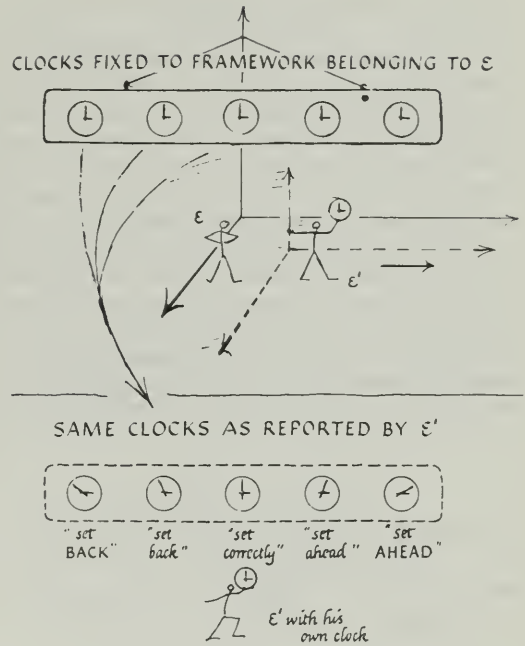 CLOCKS FIXED TO FRAMEWORK BELONGING TO ε
ε
ε'
SAME CLOCKS AS REPORTED BY ε'
"set BACK"
"set back"
"set correctly"
"set ahead"
"set AHEAD"
ε' with his
own clock